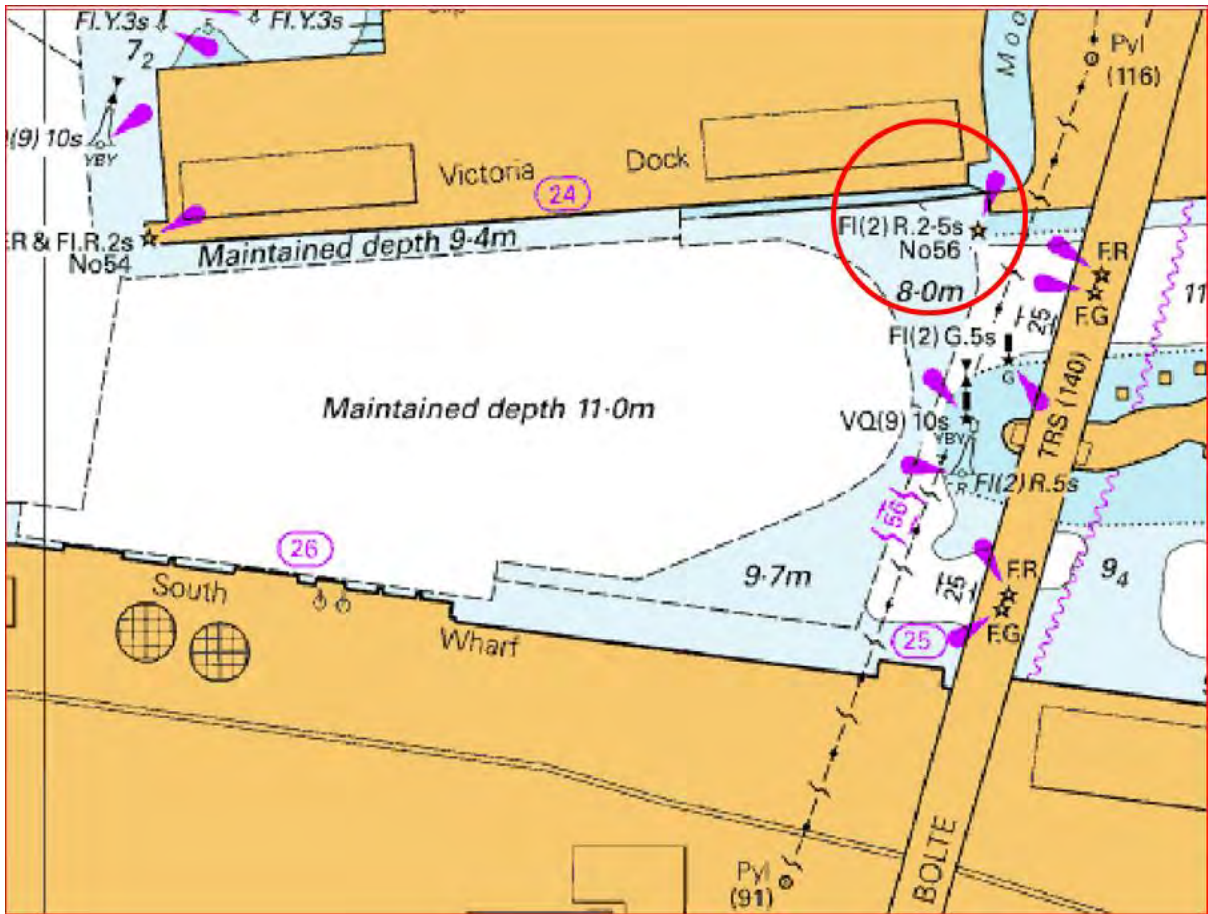 Fl.Y.3s
Fl.Y.3s
5
7₂
(9) 10s
YBY
Pyl
(116)
Moo
Victoria Dock
24
R & Fl.R.2s
No54
Maintained depth 9·4m
Fl(2) R.2·5s
No56
8·0m
F.R
F.G
11
25
Fl(2) G.5s
G
Maintained depth 11·0m
VQ(9) 10s
YBY
TRS (140)
R
Fl(2) R.5s
56
26
9·7m
F.R
9₄
25
South
F.G
25
Wharf
BOLTE
Pyl
(91)